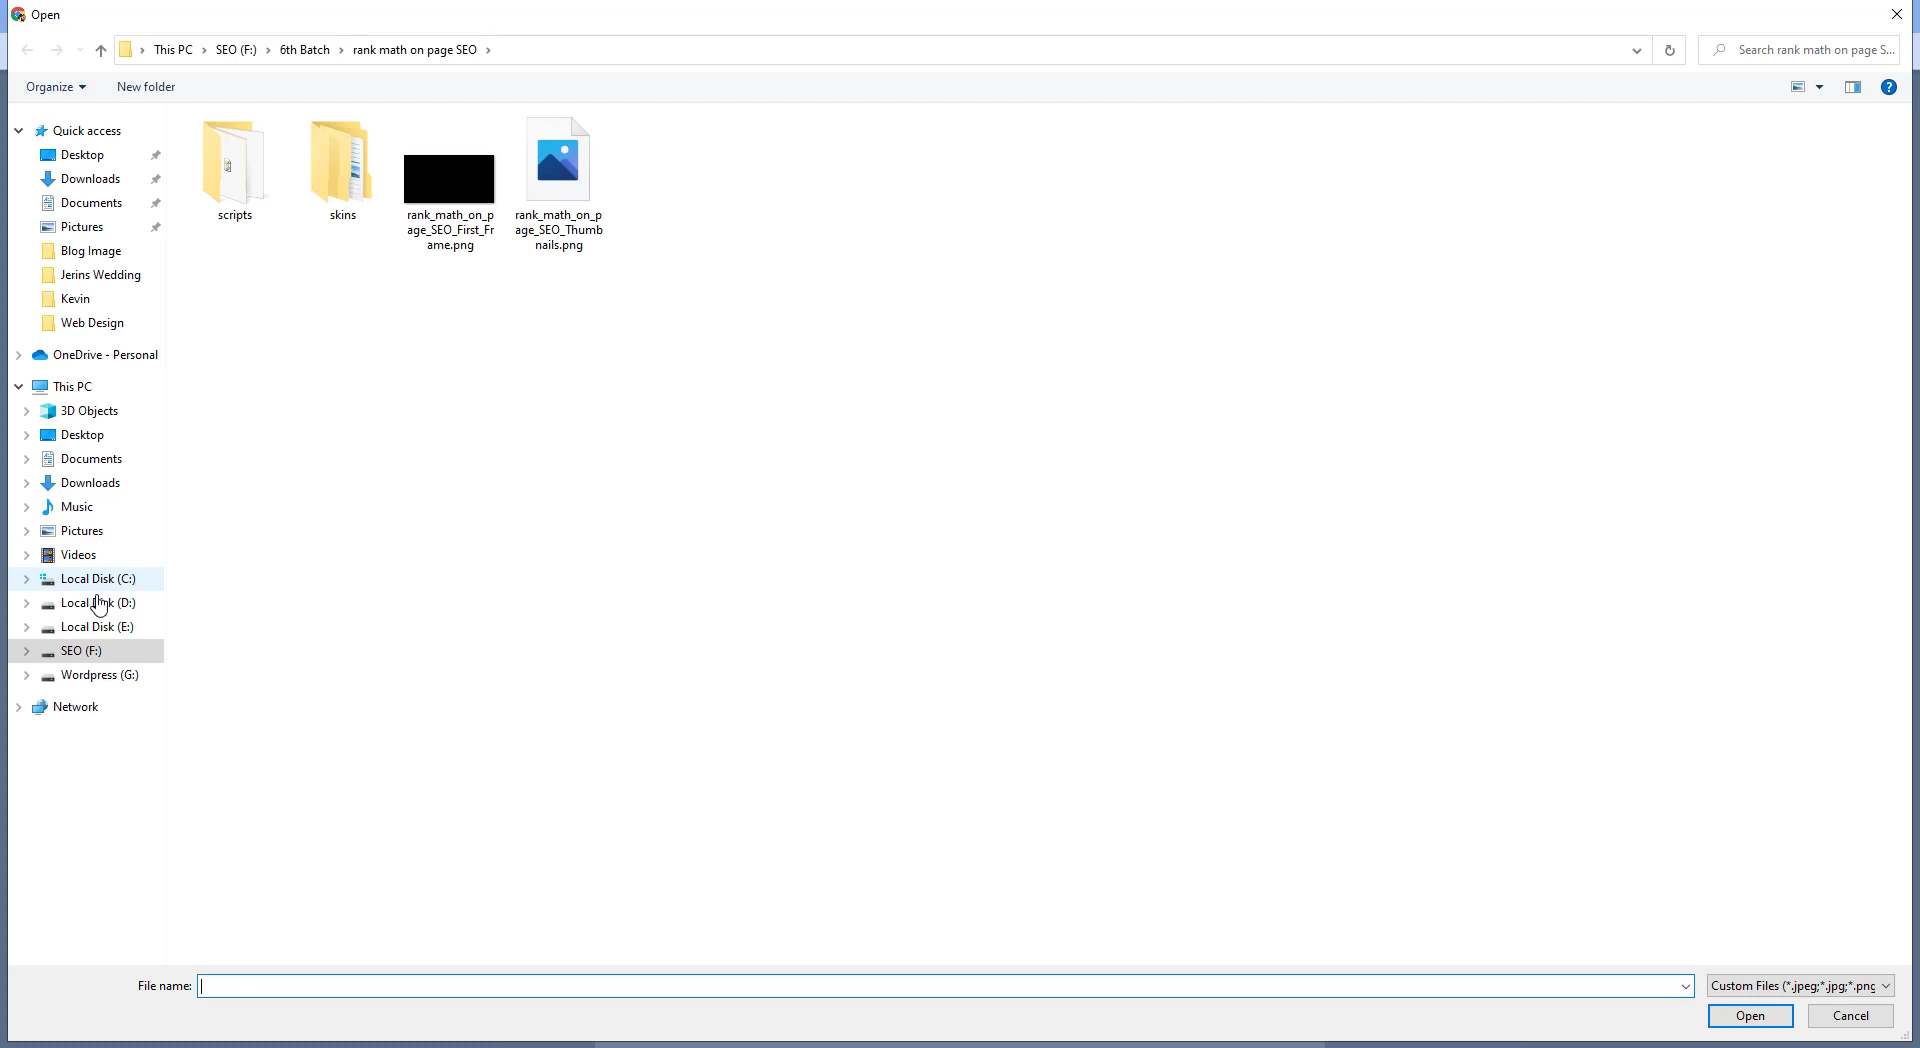 Open
This PC > SEO (F:) > 6th Batch > rank math on page SEO >
Search rank math on page S...
Organize
New folder
Quick access
Desktop
Downloads
Documents
Pictures
Blog Image
Jerins Wedding
Kevin
Web Design
OneDrive - Personal
This PC
3D Objects
Desktop
Documents
Downloads
Music
Pictures
Videos
Local Disk (C:)
Local (D:)
Local Disk (E:)
SEO (F:)
Wordpress (G:)
Network
scripts
skins
rank_math_on_p
age_SEO_First_Fr
ame.png
rank_math_on_p
age_SEO_Thumb
nails.png
File name:
Custom Files (*.jpeg;*.jpg;*.png
Open
Cancel